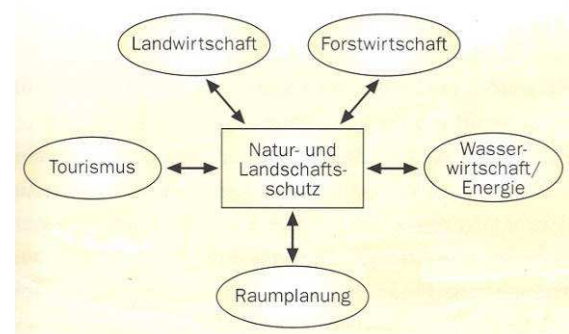 Landwirtschaft
Forstwirtschaft
Tourismus
Natur- und
Landschafts-
schutz
Wasser-
wirtschaft/
Energie
Raumplanung